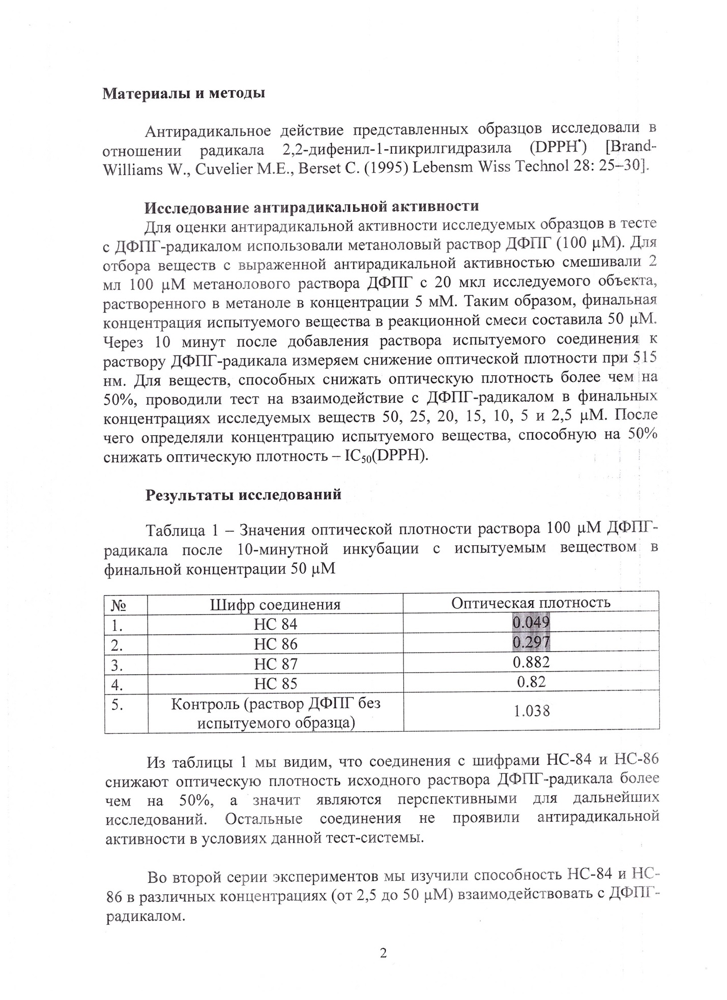 Материалы и методы
Антирадикальное действие представленных образцов исследовали в
отношении радикала 2,2-дифенил-1-пикрилгидразила (DPPH•) [Brand-
Williams W., Cuvelier M.E., Berset C. (1995) Lebensm Wiss Technol 28: 25–30].
Исследование антирадикальной активности
Для оценки антирадикальной активности исследуемых образцов в тесте
с ДФПГ-радикалом использовали метаноловый раствор ДФПГ (100 μM). Для
отбора веществ с выраженной антирадикальной активностью смешивали 2
мл 100 μM метанолового раствора ДФПГ с 20 мкл исследуемого объекта,
растворенного в метаноле в концентрации 5 мМ. Таким образом, финальная
концентрация испытуемого вещества в реакционной смеси составила 50 μM.
Через 10 минут после добавления раствора испытуемого соединения к
раствору ДФПГ-радикала измеряем снижение оптической плотности при 515
нм. Для веществ, способных снижать оптическую плотность более чем на
50%, проводили тест на взаимодействие с ДФПГ-радикалом в финальных
концентрациях исследуемых веществ 50, 25, 20, 15, 10, 5 и 2,5 μM. После
чего определяли концентрацию испытуемого вещества, способную на 50%
снижать оптическую плотность – IC50(DPPH).
Результаты исследований
Таблица 1 – Значения оптической плотности раствора 100 μM ДФПГ-
радикала после 10-минутной инкубации с испытуемым веществом в
финальной концентрации 50 μM
№ Шифр соединения Оптическая плотность
1. НС 84 0.049
2. НС 86 0.297
3. НС 87 0.882
4. НС 85 0.82
5. Контроль (раствор ДФПГ без
испытуемого образца) 1.038
Из таблицы 1 мы видим, что соединения с шифрами НС-84 и НС-86
снижают оптическую плотность исходного раствора ДФПГ-радикала более
чем на 50%, а значит являются перспективными для дальнейших
исследований. Остальные соединения не проявили антирадикальной
активности в условиях данной тест-системы.
Во второй серии экспериментов мы изучили способность НС-84 и НС-
86 в различных концентрациях (от 2,5 до 50 μM) взаимодействовать с ДФПГ-
радикалом.
2